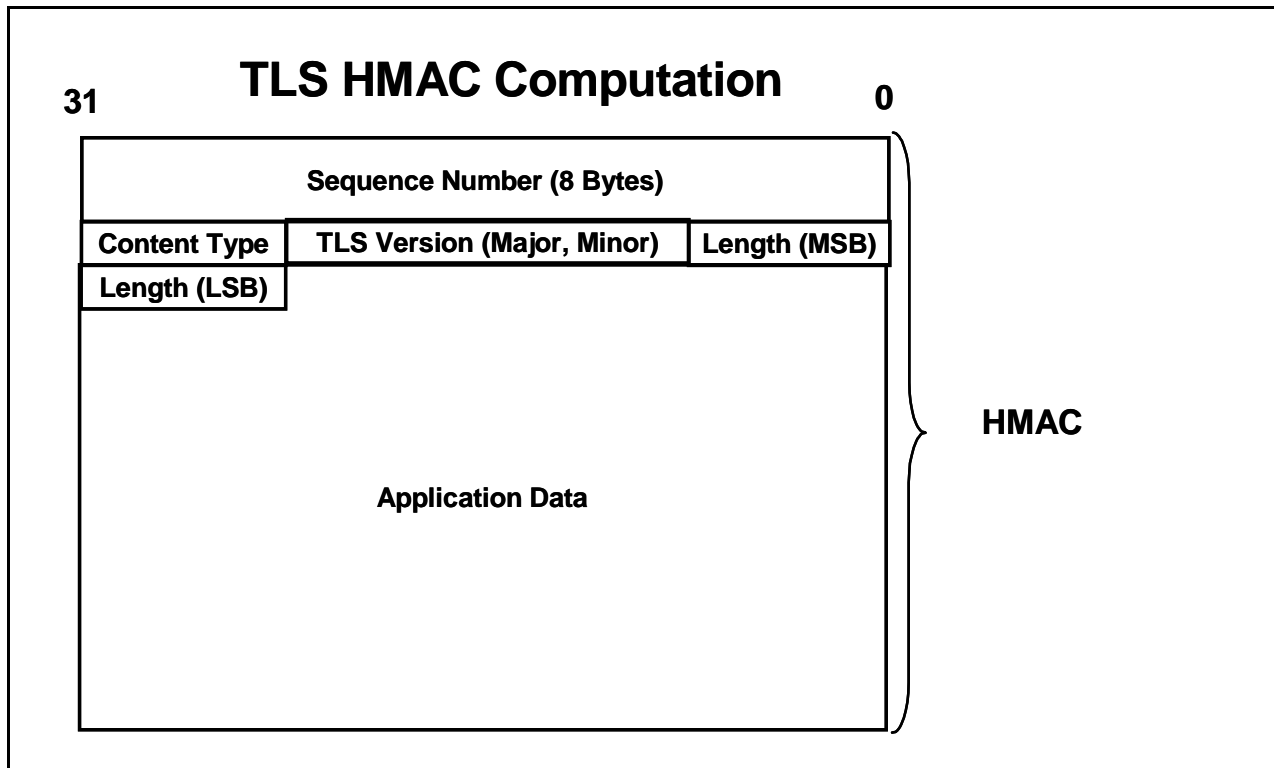 TLS HMAC Computation
31 0
Sequence Number (8 Bytes)
Content Type TLS Version (Major, Minor) Length (MSB)
Length (LSB)
HMAC
Application Data